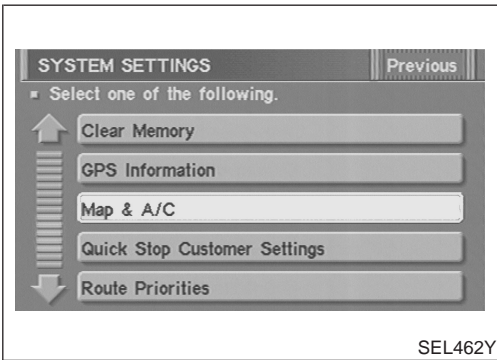 SYSTEM SETTINGS Previous
Select one of the following.
Clear Memory
GPS Information
Map & A/C
Quick Stop Customer Settings
Route Priorities
SEL462Y